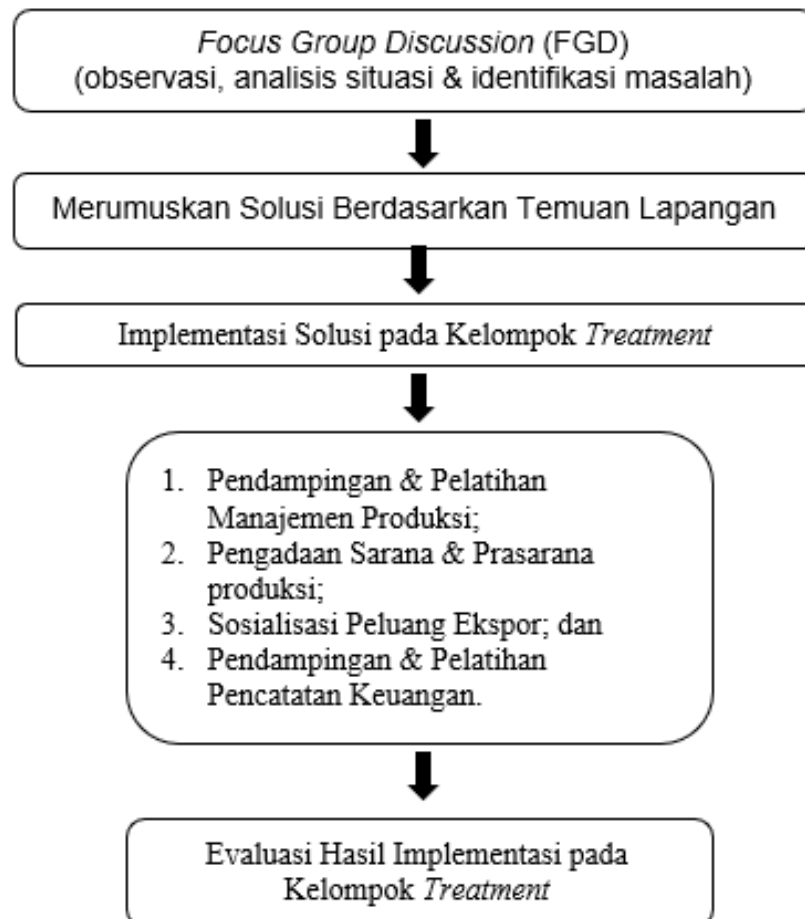 Focus Group Discussion (FGD)
(observasi, analisis situasi & identifikasi masalah)
Merumuskan Solusi Berdasarkan Temuan Lapangan
Implementasi Solusi pada Kelompok Treatment
1. Pendampingan & Pelatihan
Manajemen Produksi;
2. Pengadaan Sarana & Prasarana
produksi;
3. Sosialisasi Peluang Ekspor; dan
4. Pendampingan & Pelatihan
Pencatatan Keuangan.
Evaluasi Hasil Implementasi pada
Kelompok Treatment